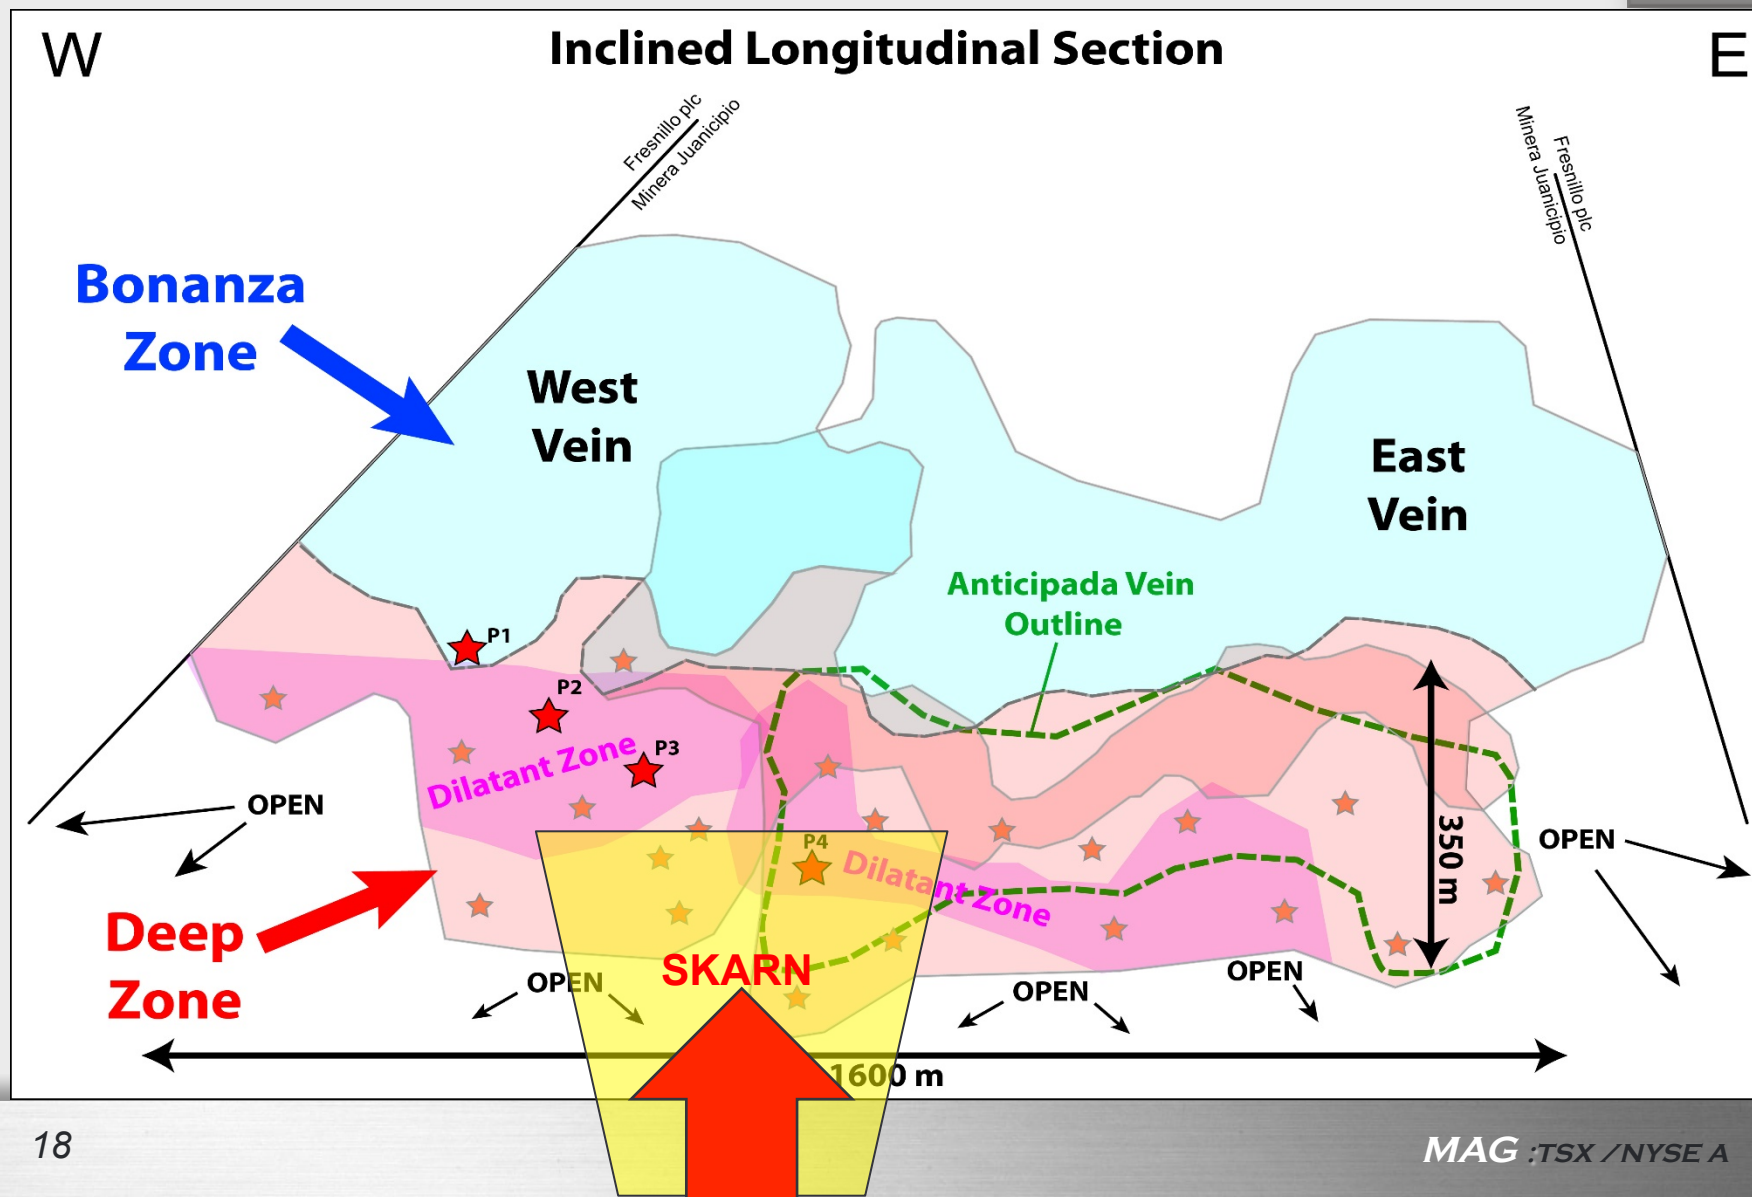 W
Inclined Longitudinal Section
E
Fresnillo plc
Minera Juanicipio
Minera Juanicipio
Fresnillo plc
Bonanza
Zone
West
Vein
East
Vein
Anticipada Vein
Outline
P1
P2
P3
Dilatant Zone
P4
Dilatant Zone
OPEN
350 m
OPEN
Deep
Zone
SKARN
OPEN
OPEN
OPEN
1600 m
18
MAG :TSX / NYSE A